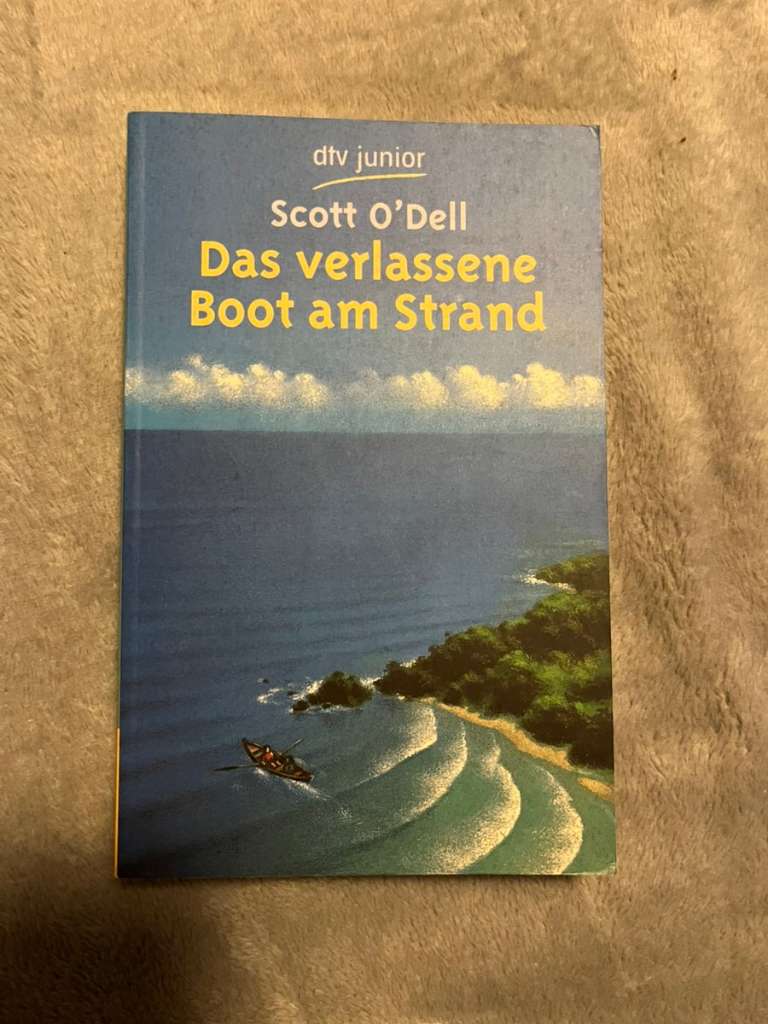 dtv junior
Scott O'Dell
Das verlassene
Boot am Strand